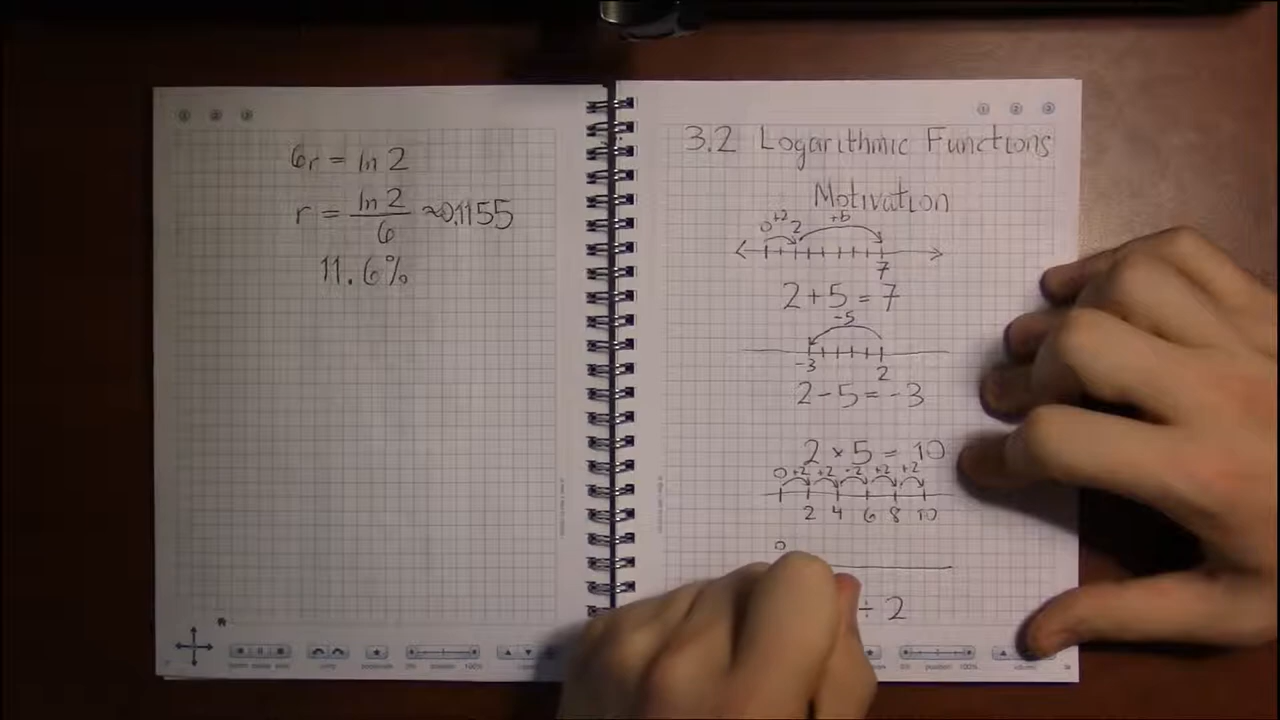 6r = ln 2
r = ln 2 / 6 ≈ 0.1155
11.6%
3.2 Logarithmic Functions
Motivation
0 +2 2 +5
7
2 + 5 = 7
-5
-3 2
2 - 5 = -3
2 × 5 = 10
0 +2 +2 +2 +2 +2
2 4 6 8 10
0
÷ 2